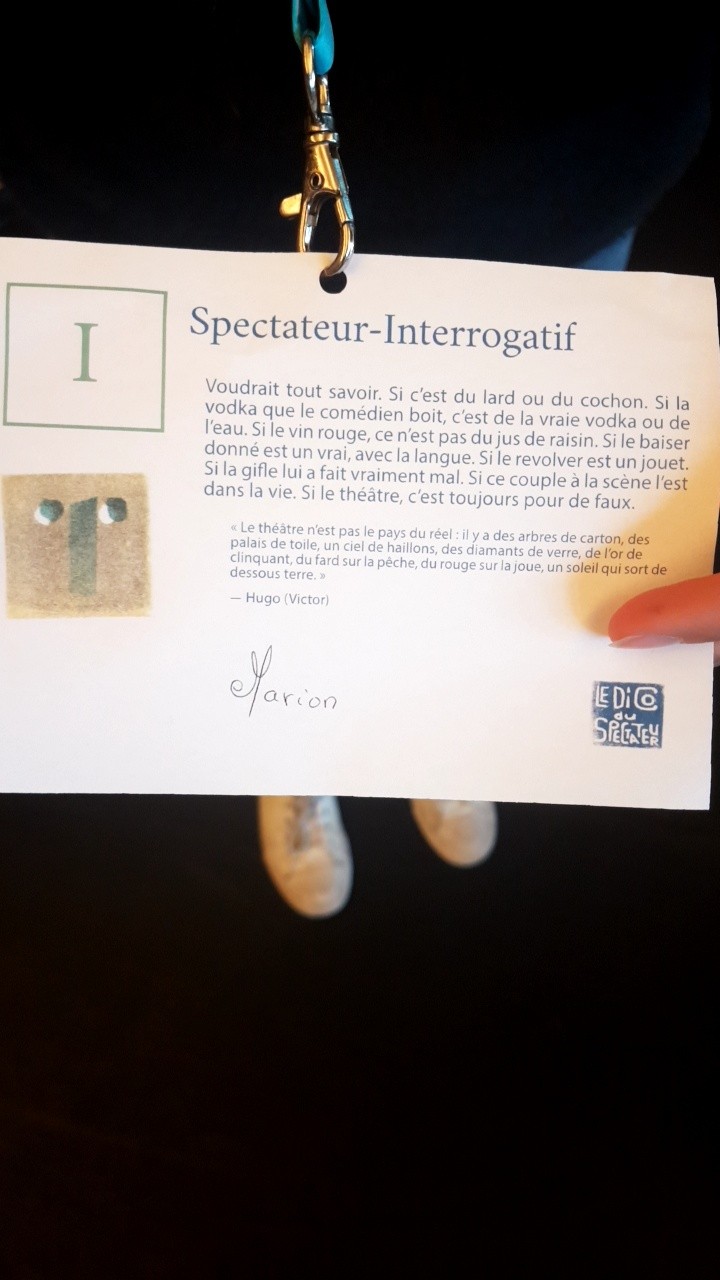 I
Spectateur-Interrogatif
Voudrait tout savoir. Si c'est du lard ou du cochon. Si la
vodka que le comédien boit, c'est de la vraie vodka ou de
l'eau. Si le vin rouge, ce n'est pas du jus de raisin. Si le baiser
donné est un vrai, avec la langue. Si le revolver est un jouet.
Si la gifle lui a fait vraiment mal. Si ce couple à la scène l'est
dans la vie. Si le théâtre, c'est toujours pour de faux.
« Le théâtre n'est pas le pays du réel : il y a des arbres de carton, des
palais de toile, un ciel de haillons, des diamants de verre, de l'or de
clinquant, du fard sur la pêche, du rouge sur la joue, un soleil qui sort de
dessous terre. »
— Hugo (Victor)
Marion
LE DiCO
du
SPECTATEUR